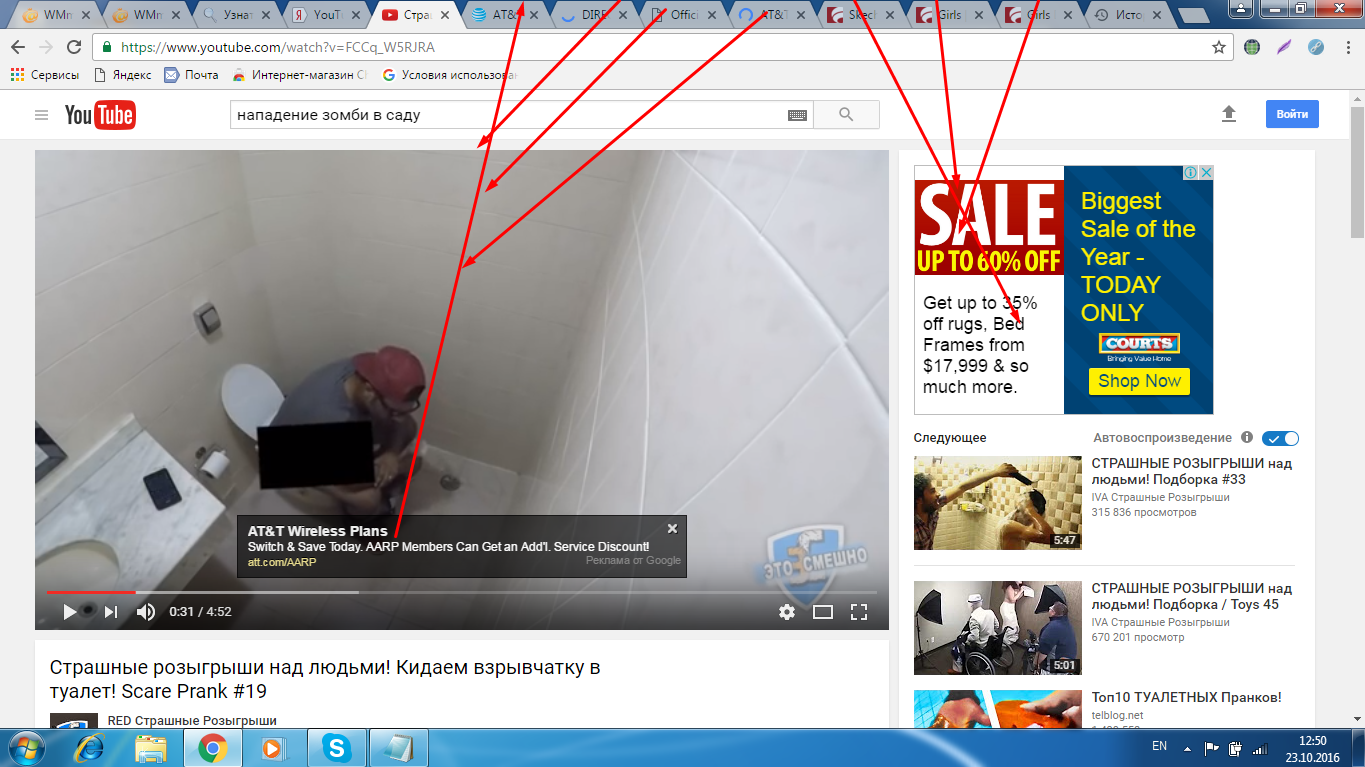 WMm
WMm
Узнат
YouTu
Стра
AT&
DIRE
Offici
AT&T
Skech
Girls
Girls
Исто
https://www.youtube.com/watch?v=FCCq_W5RJRA
Сервисы
Яндекс
Почта
Интернет-магазин
Условия использован
YouTube
нападение зомби в саду
Войти
SALE
UP TO 60% OFF
Get up to 35%
off rugs, Bed
Frames from
$17,999 & so
much more.
Biggest
Sale of the
Year -
TODAY
ONLY
COURTS
Bringing Value Home
Shop Now
AT&T Wireless Plans
Switch & Save Today. AARP Members Can Get an Add'l. Service Discount!
att.com/AARP
Реклама от Google
ЭТО СМЕШНО
0:31 / 4:52
Следующее
Автовоспроизведение
СТРАШНЫЕ РОЗЫГРЫШИ над
людьми! Подборка #33
IVA Страшные Розыгрыши
315 836 просмотров
5:47
СТРАШНЫЕ РОЗЫГРЫШИ над
людьми! Подборка / Toys 45
IVA Страшные Розыгрыши
670 201 просмотр
5:01
Топ10 ТУАЛЕТНЫХ Пранков!
telblog.net
Страшные розыгрыши над людьми! Кидаем взрывчатку в
туалет! Scare Prank #19
RED Страшные Розыгрыши
EN
12:50
23.10.2016